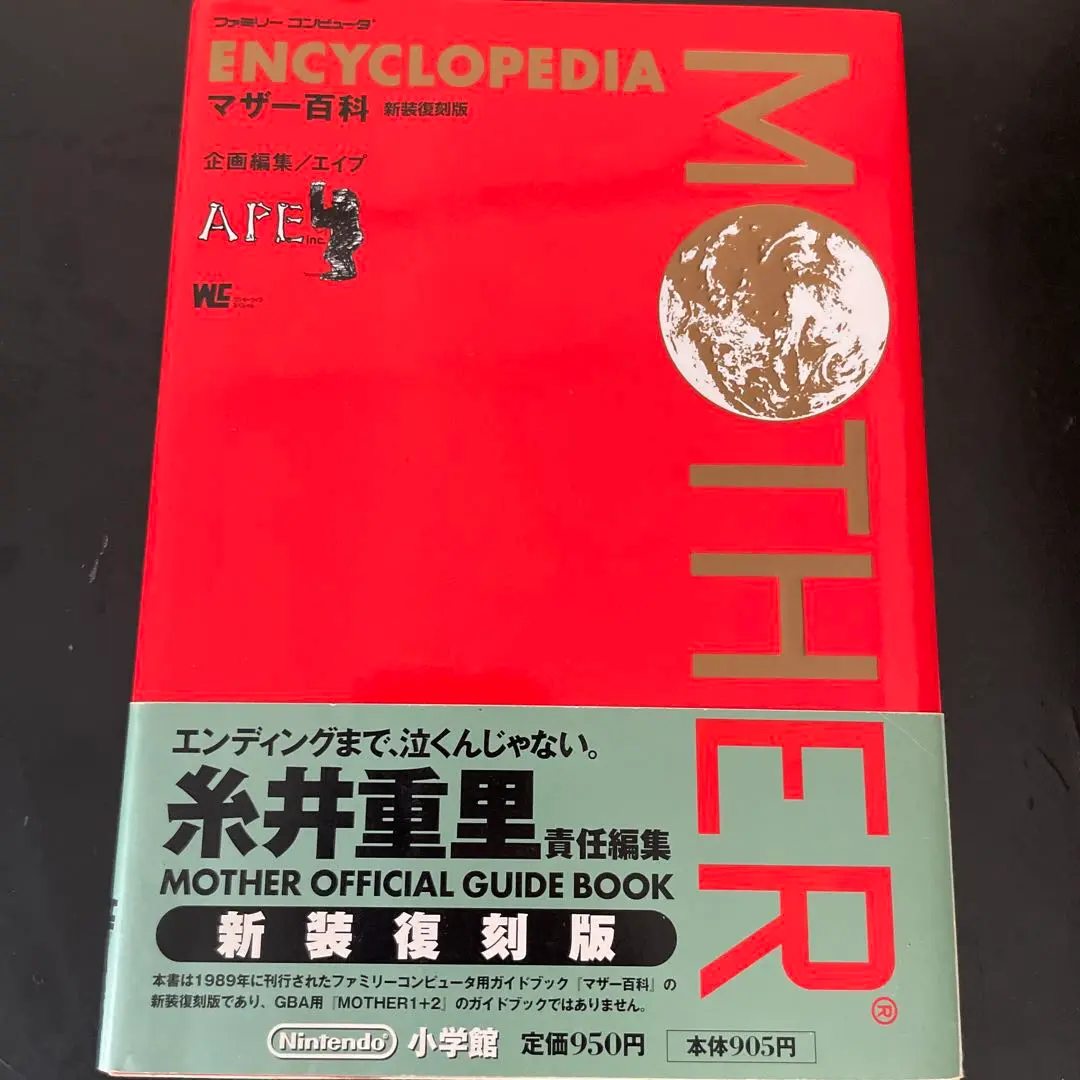 ファミリー コンピュータ
ENCYCLOPEDIA
マザー百科 新装復刻版
企画編集/エイプ
APE inc.
MOTHER®
エンディングまで、泣くんじゃない。
糸井重里 責任編集
MOTHER OFFICIAL GUIDE BOOK
新装復刻版
本書は1989年に刊行されたファミリーコンピュータ用ガイドブック『マザー百科』の
新装復刻版であり、GBA用『MOTHER1+2』のガイドブックではありません。
Nintendo® 小学館 定価950円 本体905円